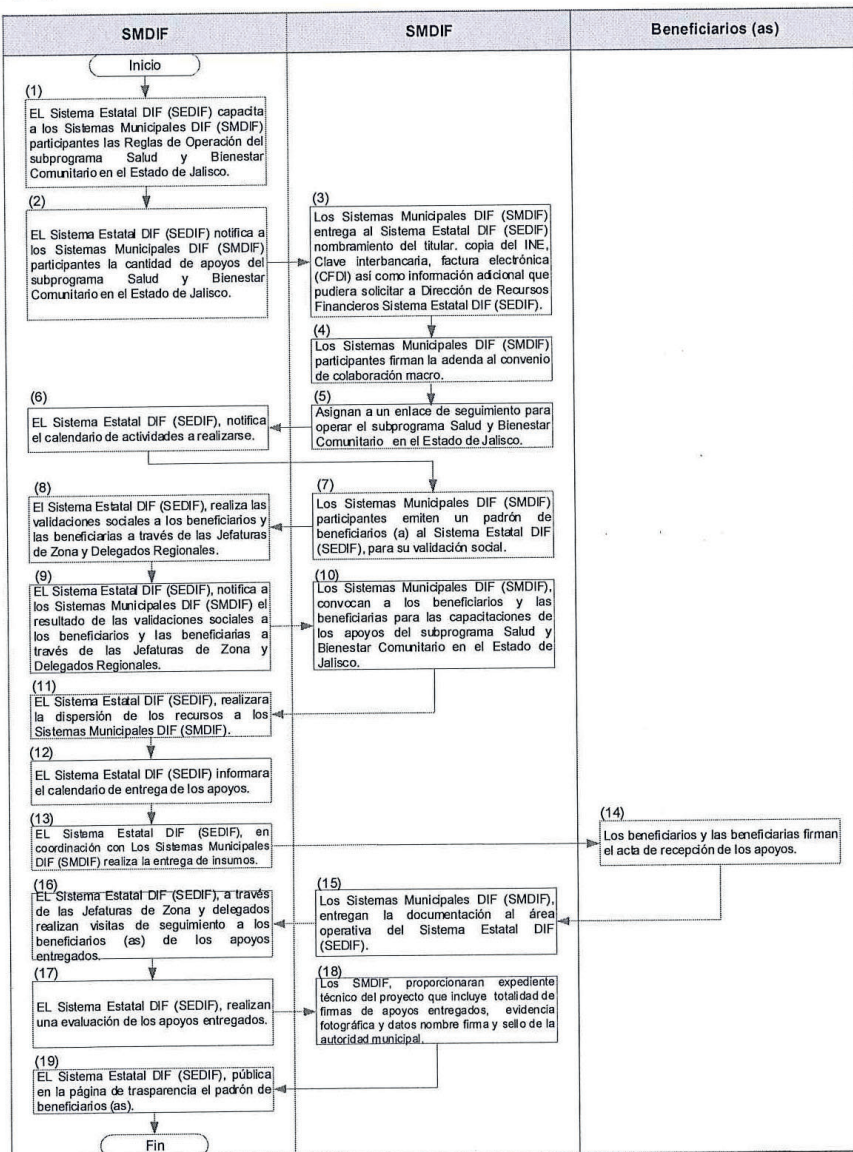 SMDIF
SMDIF
Beneficiarios (as)
Inicio
(1)
EL Sistema Estatal DIF (SEDIF) capacita
a los Sistemas Municipales DIF (SMDIF)
participantes las Reglas de Operación del
subprograma Salud y Bienestar
Comunitario en el Estado de Jalisco.
(2)
EL Sistema Estatal DIF (SEDIF) notifica a
los Sistemas Municipales DIF (SMDIF)
participantes la cantidad de apoyos del
subprograma Salud y Bienestar
Comunitario en el Estado de Jalisco.
(3)
Los Sistemas Municipales DIF (SMDIF)
entrega al Sistema Estatal DIF (SEDIF)
nombramiento del titular. copia del INE,
Clave interbancaria, factura electrónica
(CFDI) así como información adicional que
pudiera solicitar a Dirección de Recursos
Financieros Sistema Estatal DIF (SEDIF).
(4)
Los Sistemas Municipales DIF (SMDIF)
participantes firman la adenda al convenio
de colaboración macro.
(5)
Asignan a un enlace de seguimiento para
operar el subprograma Salud y Bienestar
Comunitario en el Estado de Jalisco.
(6)
EL Sistema Estatal DIF (SEDIF), notifica
el calendario de actividades a realizarse.
(7)
Los Sistemas Municipales DIF (SMDIF)
participantes emiten un padrón de
beneficiarios (a) al Sistema Estatal DIF
(SEDIF), para su validación social.
(8)
El Sistema Estatal DIF (SEDIF), realiza las
validaciones sociales a los beneficiarios y
las beneficiarias a través de las Jefaturas
de Zona y Delegados Regionales.
(9)
EL Sistema Estatal DIF (SEDIF), notifica a
los Sistemas Municipales DIF (SMDIF) el
resultado de las validaciones sociales a
los beneficiarios y las beneficiarias a
través de las Jefaturas de Zona y
Delegados Regionales.
(10)
Los Sistemas Municipales DIF (SMDIF),
convocan a los beneficiarios y las
beneficiarias para las capacitaciones de
los apoyos del subprograma Salud y
Bienestar Comunitario en el Estado de
Jalisco.
(11)
EL Sistema Estatal DIF (SEDIF), realizara
la dispersión de los recursos a los
Sistemas Municipales DIF (SMDIF).
(12)
EL Sistema Estatal DIF (SEDIF) informara
el calendario de entrega de los apoyos.
(13)
EL Sistema Estatal DIF (SEDIF), en
coordinación con Los Sistemas Municipales
DIF (SMDIF) realiza la entrega de insumos.
(14)
Los beneficiarios y las beneficiarias firman
el acta de recepción de los apoyos.
(15)
Los Sistemas Municipales DIF (SMDIF),
entregan la documentación al área
operativa del Sistema Estatal DIF
(SEDIF).
(16)
EL Sistema Estatal DIF (SEDIF), a través
de las Jefaturas de Zona y delegados
realizan visitas de seguimiento a los
beneficiarios (as) de los apoyos
entregados.
(17)
EL Sistema Estatal DIF (SEDIF), realizan
una evaluación de los apoyos entregados.
(18)
Los SMDIF, proporcionaran expediente
técnico del proyecto que incluye totalidad de
firmas de apoyos entregados, evidencia
fotográfica y datos nombre firma y sello de la
autoridad municipal.
(19)
EL Sistema Estatal DIF (SEDIF), pública
en la página de trasparencia el padrón de
beneficiarios (as).
Fin